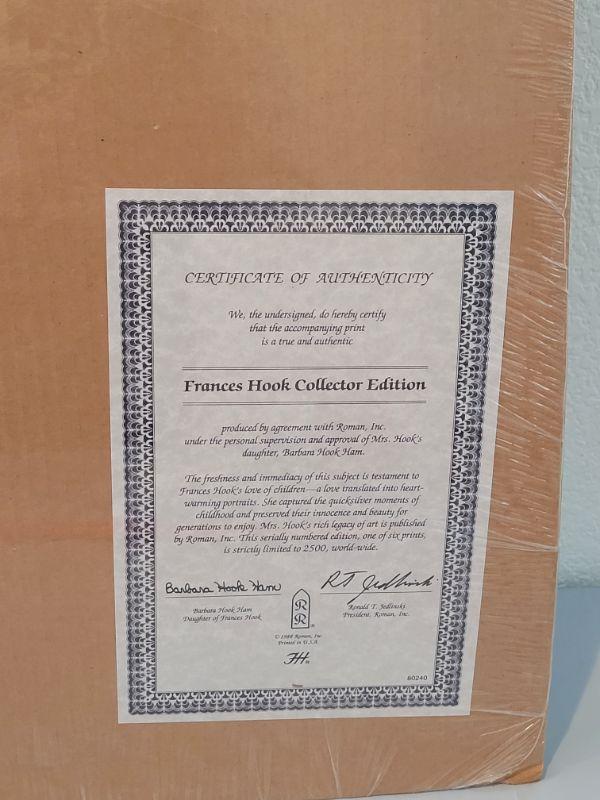 CERTIFICATE OF AUTHENTICITY
We, the undersigned, do hereby certify
that the accompanying print
is a true and authentic
Frances Hook Collector Edition
produced by agreement with Roman, Inc.
under the personal supervision and approval of Mrs. Hook's
daughter, Barbara Hook Ham.
The freshness and immediacy of this subject is testament to
Frances Hook's love of children—a love translated into heart-
warming portraits. She captured the quicksilver moments of
childhood and preserved their innocence and beauty for
generations to enjoy. Mrs. Hook's rich legacy of art is published
by Roman, Inc. This serially numbered edition, one of six prints,
is strictly limited to 2500, world-wide.
Barbara Hook Ham
R T Jedlinski
Barbara Hook Ham
Daughter of Frances Hook
R
R
®
Ronald T. Jedlinski
President, Roman, Inc.
© 1988 Roman, Inc.
Printed in U.S.A.
FH®
80240